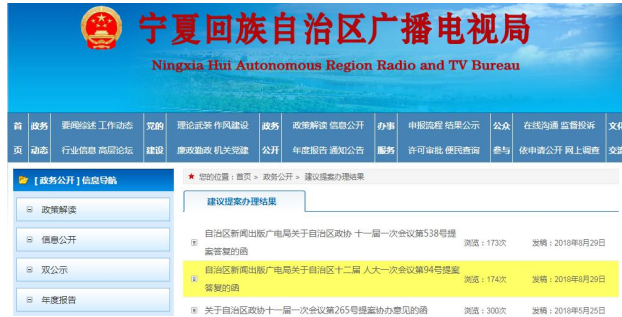 宁夏回族自治区广播电视局
Ningxia Hui Autonomous Region Radio and TV Bureau
首 政务 要闻综述 工作动态 党的 理论武装 作风建设 政务 政策解读 信息公开 办事 申报流程 结果公示 公众 在线沟通 监督投诉 文化
页 动态 行业信息 高层论坛 建设 廉政勤政 机关党建 公开 年度报告 通知公告 服务 许可审批 便民查询 参与 依申请公开 网上调查 交流
[政务公开]信息导航
政策解读
信息公开
双公示
年度报告
★ 您的位置：首页 > 政务公开 > 建议提案办理结果
建议提案办理结果
自治区新闻出版广电局关于自治区政协 十一届一次会议第538号提
案答复的函
浏览：173次 发稿：2018年8月29日
自治区新闻出版广电局关于自治区十二届 人大一次会议第94号提案
答复的函
浏览：174次 发稿：2018年8月29日
关于自治区政协十一届一次会议第265号提案协办意见的函 浏览：300次 发稿：2018年5月25日